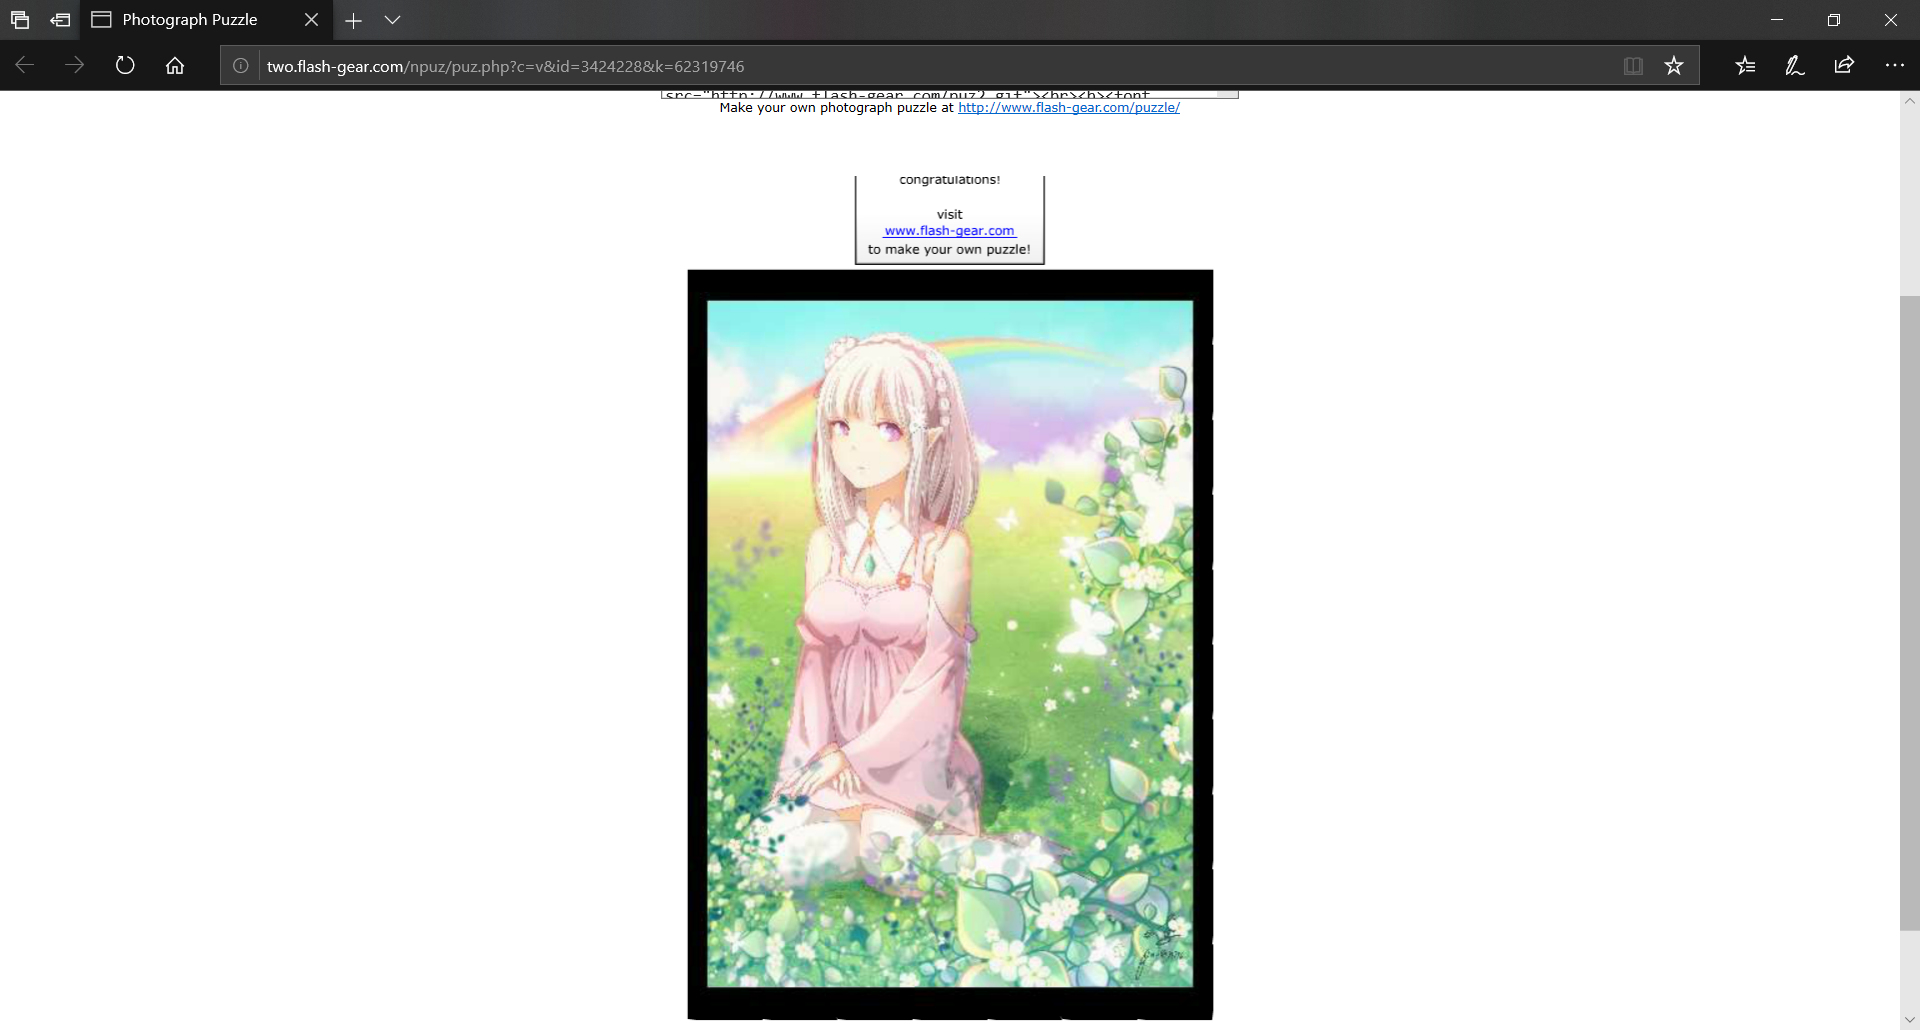 Photograph Puzzle
two.flash-gear.com/npuz/puz.php?c=v&id=3424228&k=62319746
src="http://www.flash-gear.com/puz2.gif"><br><b><font
Make your own photograph puzzle at http://www.flash-gear.com/puzzle/
congratulations!
visit
www.flash-gear.com
to make your own puzzle!